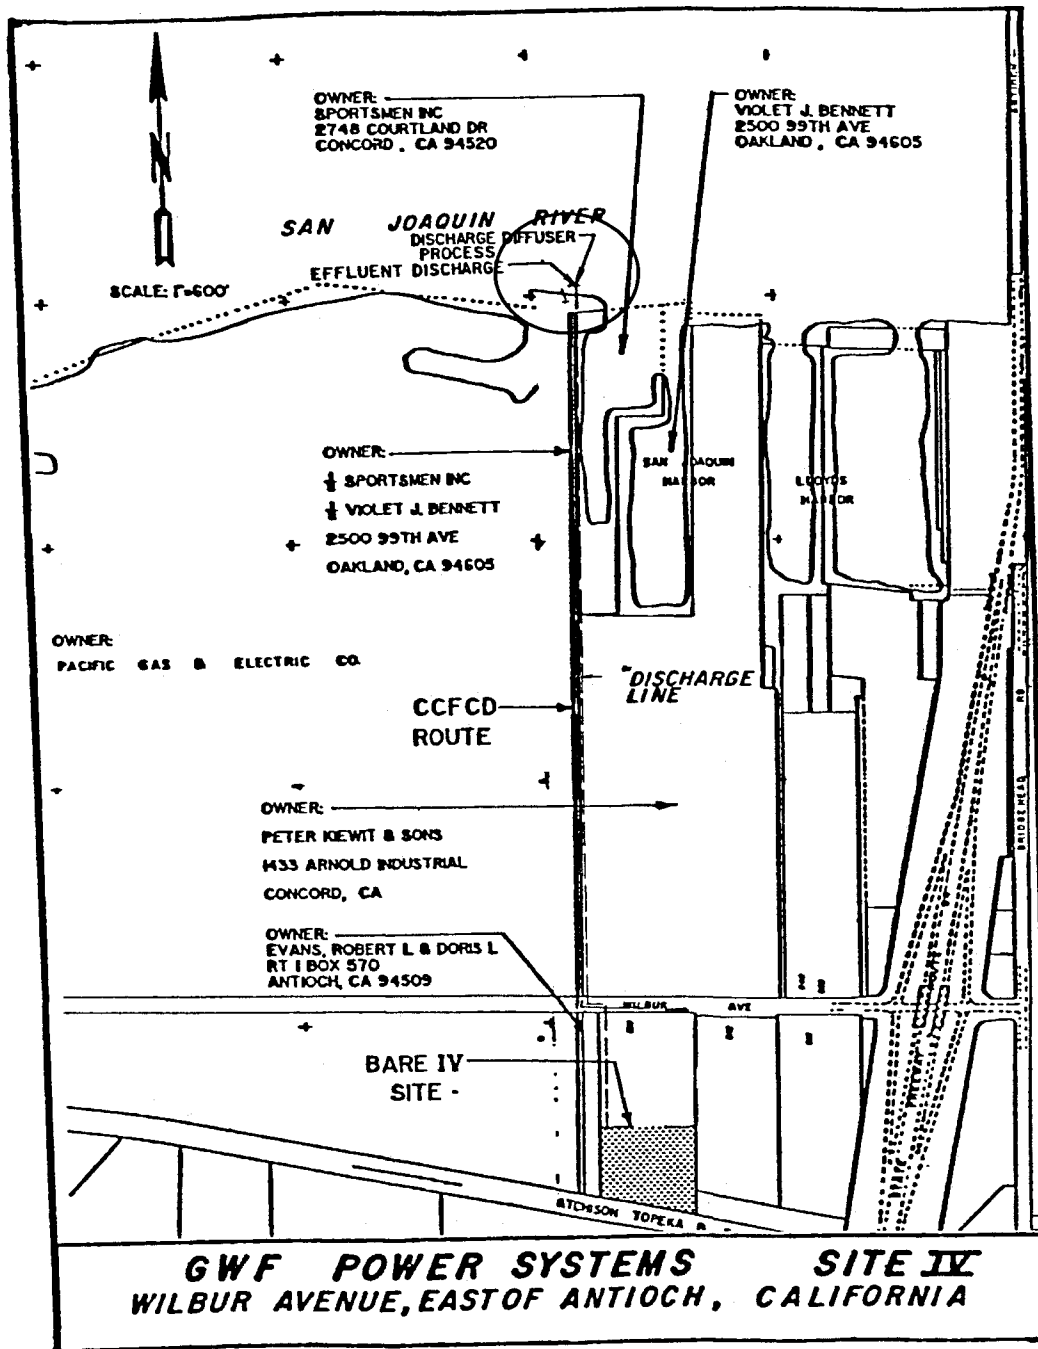 OWNER:
SPORTSMEN INC
2748 COURTLAND DR
CONCORD, CA 94520
OWNER:
VIOLET J. BENNETT
2500 99TH AVE
OAKLAND, CA 94605
N
SAN JOAQUIN RIVER
DISCHARGE DIFFUSER
PROCESS
EFFLUENT DISCHARGE
SCALE: 1"=600'
OWNER:
½ SPORTSMEN INC
½ VIOLET J. BENNETT
2500 99TH AVE
OAKLAND, CA 94605
SAN JOAQUIN
HARBOR
LLOYDS
HARBOR
OWNER:
PACIFIC GAS & ELECTRIC CO.
DISCHARGE
LINE
CCFCD
ROUTE
OWNER:
PETER KIEWIT & SONS
1433 ARNOLD INDUSTRIAL
CONCORD, CA
OWNER:
EVANS, ROBERT L & DORIS L
RT 1 BOX 570
ANTIOCH, CA 94509
BRIDGEHEAD RD
WILBUR AVE
BARE IV
SITE -
STATE FREEWAY ROUTE
ATCHISON TOPEKA
GWF POWER SYSTEMS SITE IV
WILBUR AVENUE, EAST OF ANTIOCH, CALIFORNIA